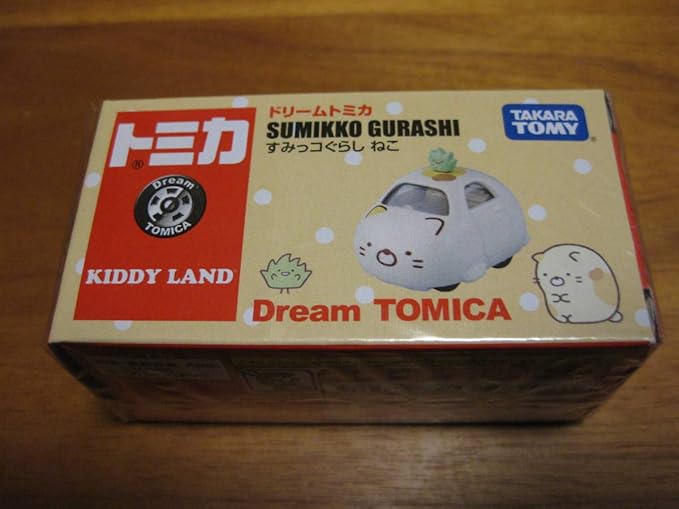 トミカ
®
Dream
TOMICA
KIDDY LAND
ドリームトミカ
SUMIKKO GURASHI
すみっコぐらし ねこ
TAKARA
TOMY
Dream TOMICA